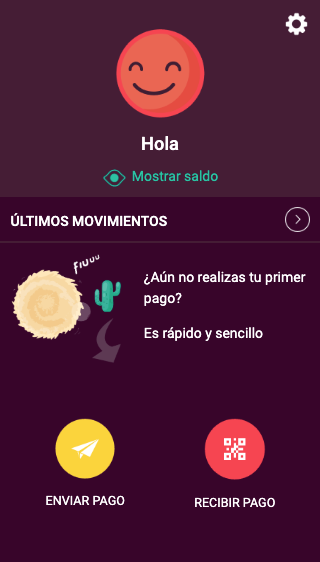 Hola
Mostrar saldo
ÚLTIMOS MOVIMIENTOS
FIUUU
¿Aún no realizas tu primer
pago?
Es rápido y sencillo
ENVIAR PAGO
RECIBIR PAGO